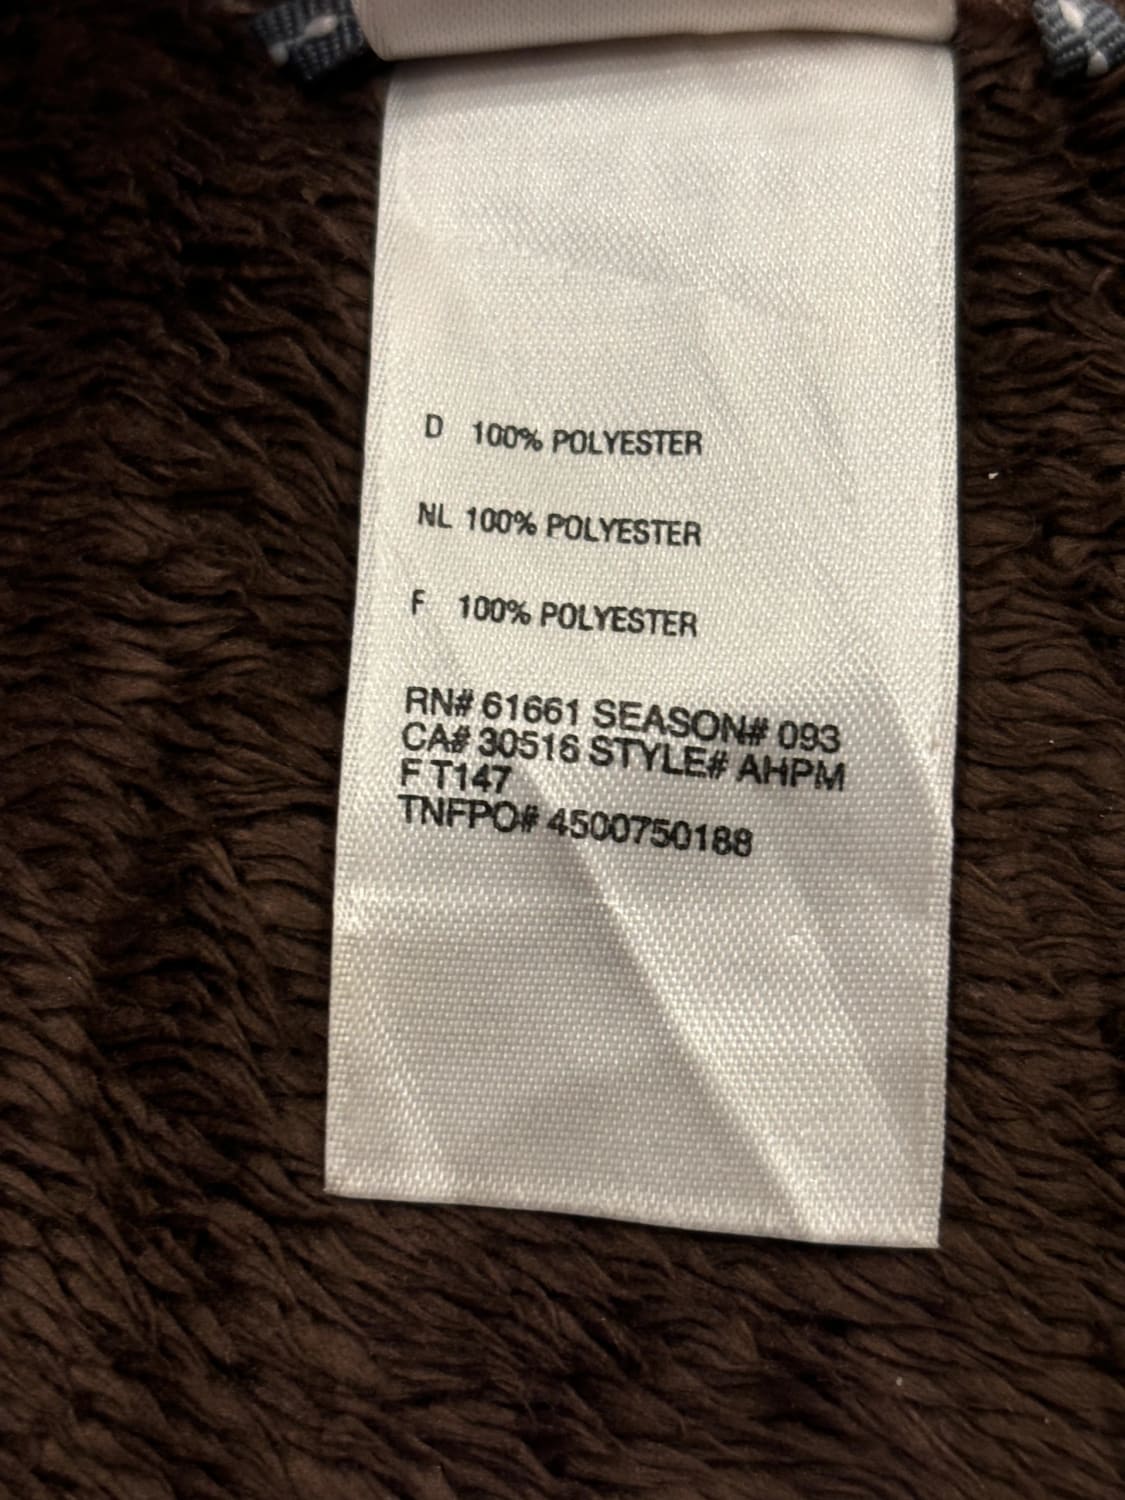 D 100% POLYESTER
NL 100% POLYESTER
F 100% POLYESTER
RN# 61661 SEASON# 093
CA# 30516 STYLE# AHPM
F T147
TNFPO# 4500750188